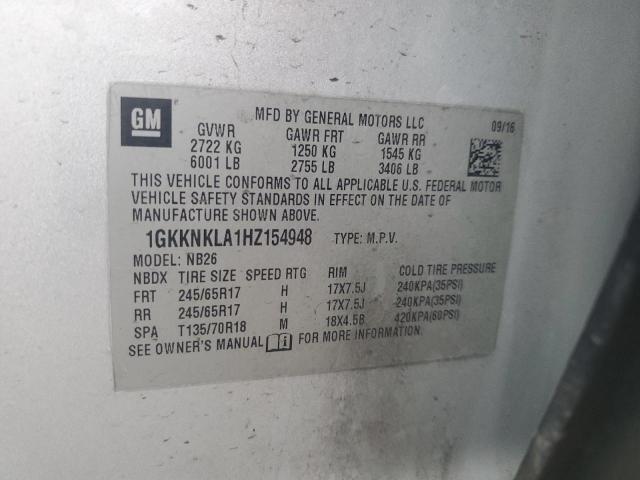 GM
MFD BY GENERAL MOTORS LLC
09/16
GVWR GAWR FRT GAWR RR
2722 KG 1250 KG 1545 KG
6001 LB 2755 LB 3406 LB
THIS VEHICLE CONFORMS TO ALL APPLICABLE U.S. FEDERAL MOTOR
VEHICLE SAFETY STANDARDS IN EFFECT ON THE DATE OF
MANUFACTURE SHOWN ABOVE.
1GKKNKLA1HZ154948 TYPE: M.P.V.
MODEL: NB26
NBDX TIRE SIZE SPEED RTG RIM COLD TIRE PRESSURE
FRT 245/65R17 H 17X7.5J 240KPA(35PSI)
RR 245/65R17 H 17X7.5J 240KPA(35PSI)
SPA T135/70R18 M 18X4.5B 420KPA(60PSI)
SEE OWNER'S MANUAL i FOR MORE INFORMATION.